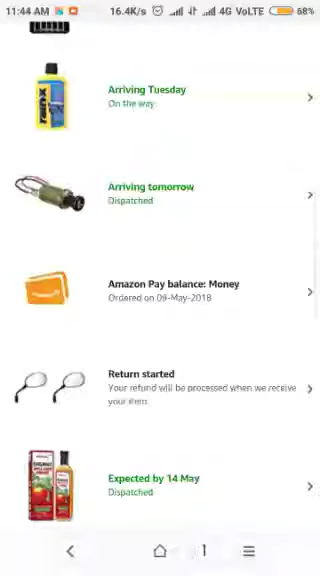 11:44 AM 16.4K/s 4G VoLTE 68%
rain-x
Arriving Tuesday
On the way
Arriving tomorrow
Dispatched
Amazon Pay balance: Money
Ordered on 09-May-2018
Return started
Your refund will be processed when we receive
your item.
Expected by 14 May
Dispatched
1